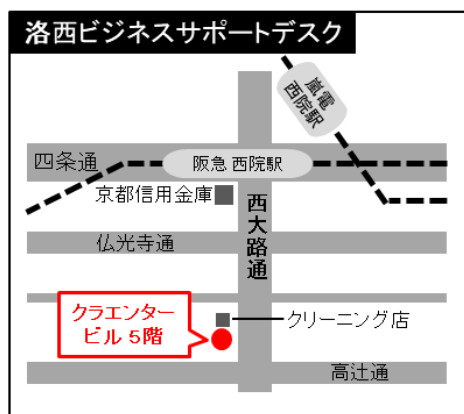 洛西ビジネスサポートデスク
嵐電
西院駅
四条通
阪急 西院駅
京都信用金庫
西大路通
仏光寺通
クラエンター
ビル 5階
クリーニング店
高辻通